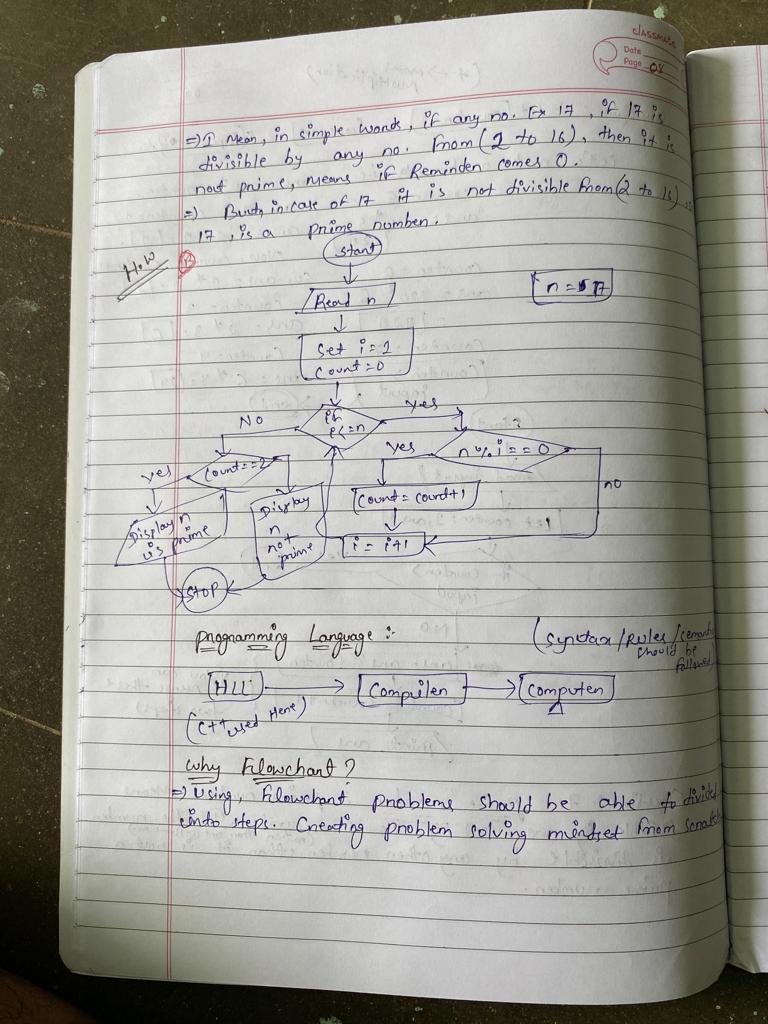 classmate
Date
Page 08
=> I Mean, in simple words, if any no. Ex 17, if 17 is
divisible by any no. from (2 to 16), then it is
not prime, means if Reminder comes 0.
=> But, in case of 17 it is not divisible from (2 to 16)
17, is a prime number.
H.W
Start
Read n
n = 17
Set i = 1
Count = 0
if
i<=n
NO
Yes
n % i == 0 ?
yes
no
Count==2
yes
Display n
is prime
Display
n
not
prime
Count = count+1
i = i+1
STOP
Programming Language :-
(Syntax/Rules/
should be
followed
HLL
Compiler
Computer
(C++ used Here)
Why Flowchart?
=> Using, Flowchart problems should be able to divided
into steps. Creating problem solving mindset from